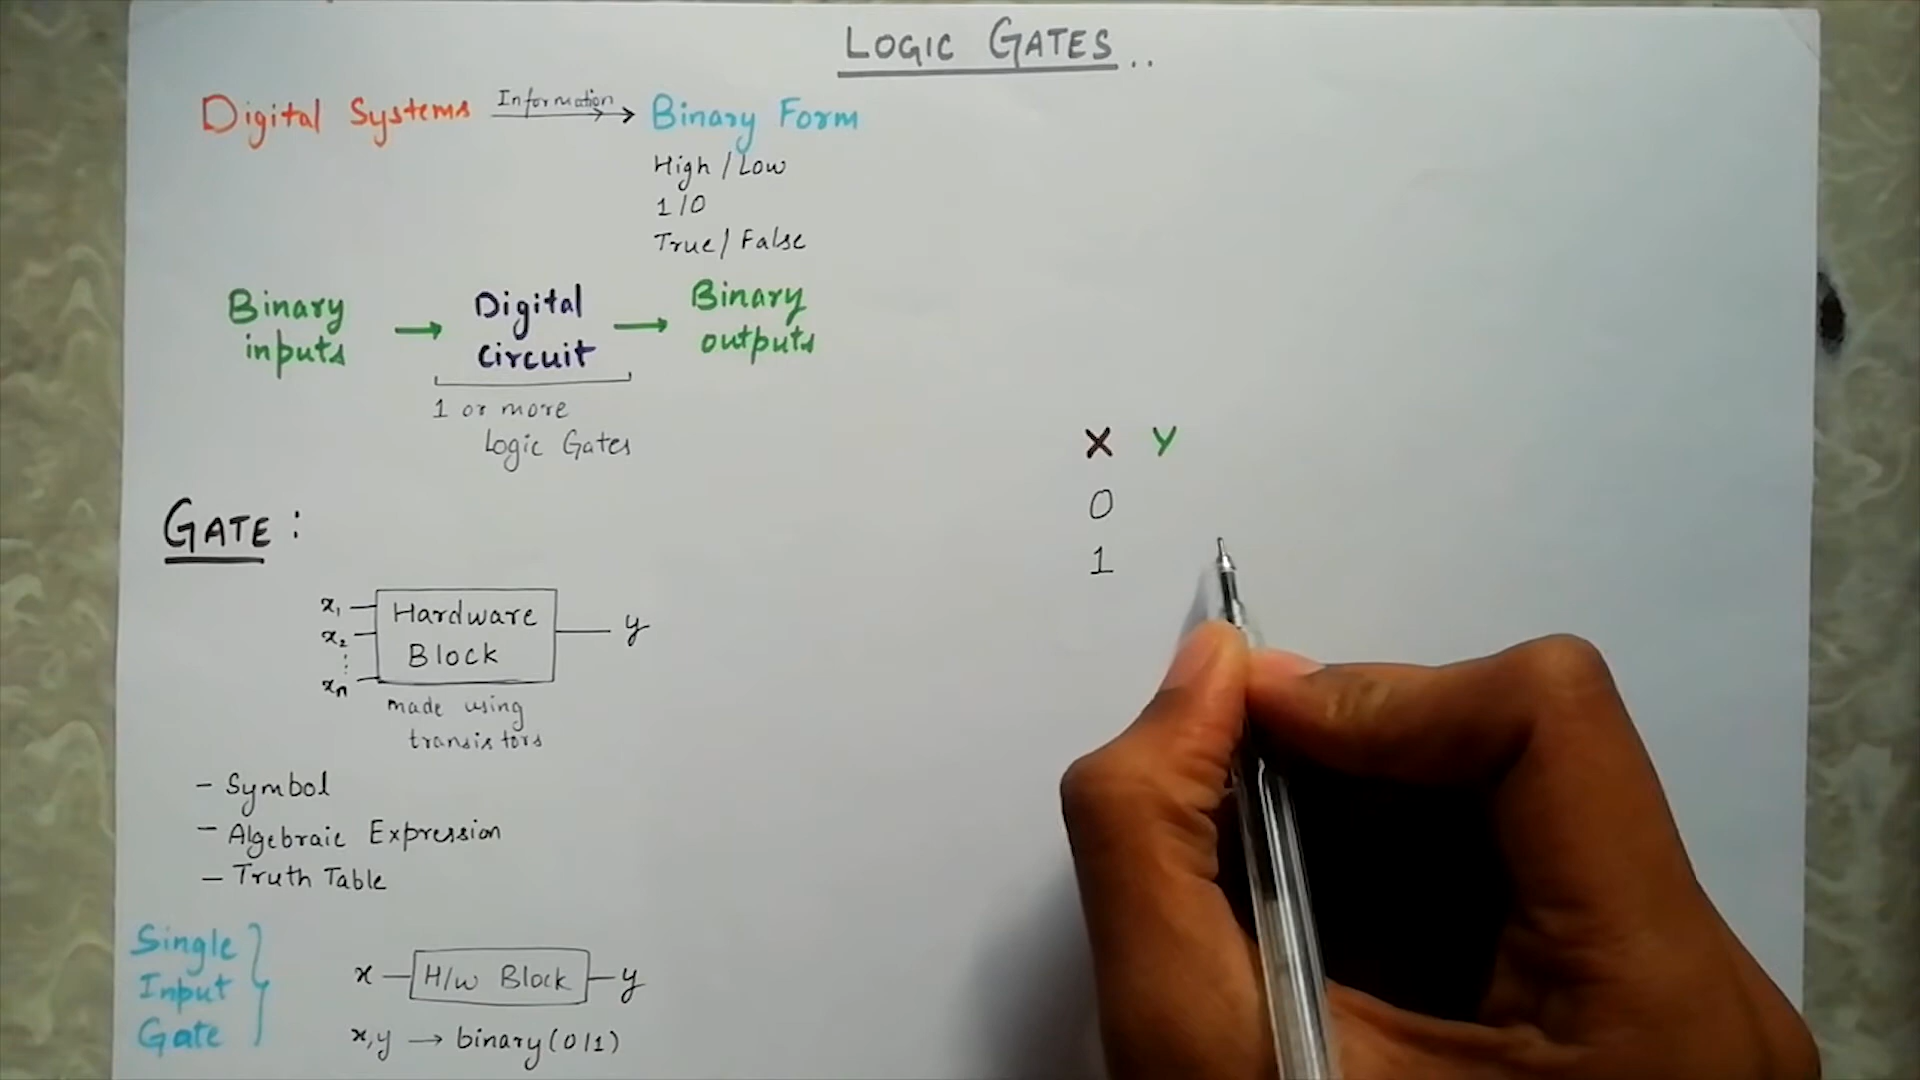 LOGIC GATES..
Digital Systems Information Binary Form
High / Low
1/0
True / False
Binary inputs → Digital circuit → Binary outputs
1 or more
Logic Gates
GATE :
x₁
x₂
xₙ
Hardware
Block
y
made using
transistors
- Symbol
- Algebraic Expression
- Truth Table
Single
Input
Gate
x H/w Block y
x,y → binary (0/1)
X Y
0
1